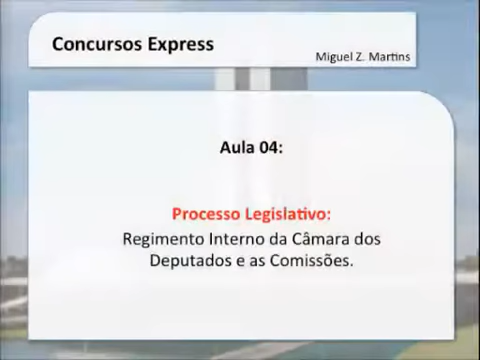 Concursos Express
Miguel Z. Martins
Aula 04:
Processo Legislativo:
Regimento Interno da Câmara dos
Deputados e as Comissões.